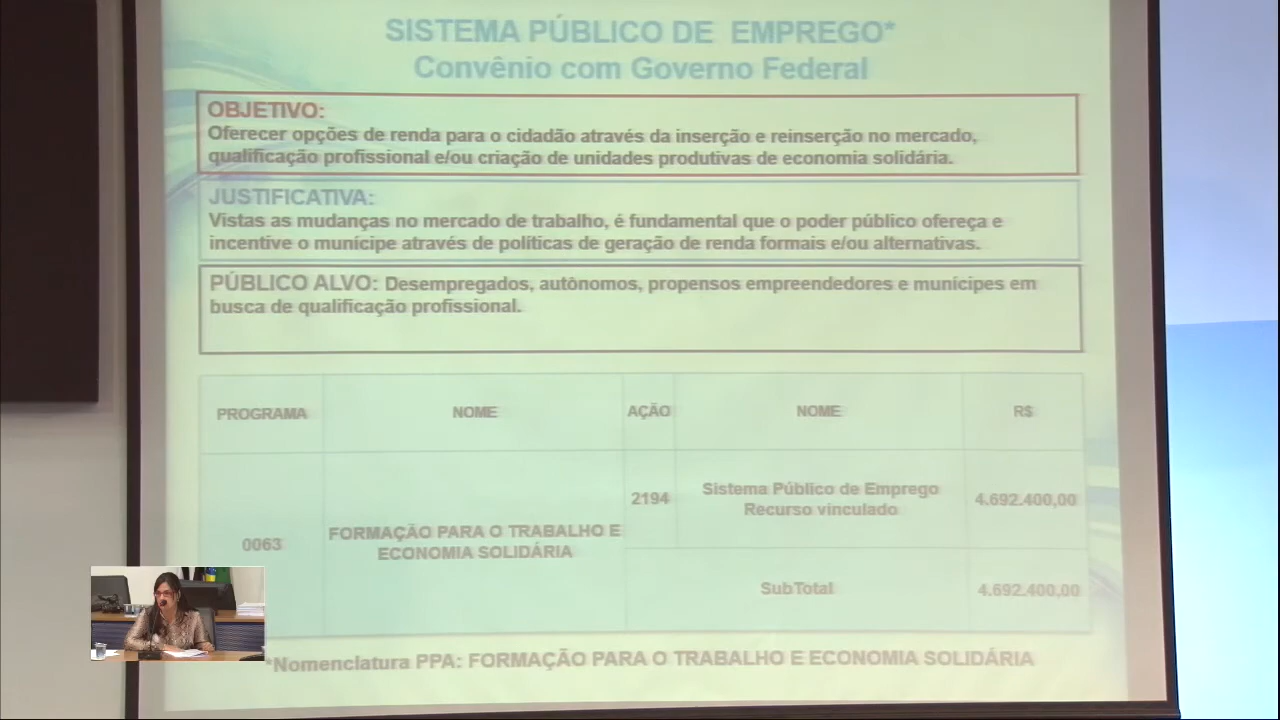 SISTEMA PÚBLICO DE EMPREGO*
Convênio com Governo Federal
OBJETIVO:
Oferecer opções de renda para o cidadão através da inserção e reinserção no mercado,
qualificação profissional e/ou criação de unidades produtivas de economia solidária.
JUSTIFICATIVA:
Vistas as mudanças no mercado de trabalho, é fundamental que o poder público ofereça e
incentive o munícipe através de políticas de geração de renda formais e/ou alternativas.
PÚBLICO ALVO: Desempregados, autônomos, propensos empreendedores e munícipes em
busca de qualificação profissional.
PROGRAMA NOME AÇÃO NOME R$
0063
FORMAÇÃO PARA O TRABALHO E
ECONOMIA SOLIDÁRIA
2194
Sistema Público de Emprego
Recurso vinculado
4.692.400,00
SubTotal
4.692.400,00
*Nomenclatura PPA: FORMAÇÃO PARA O TRABALHO E ECONOMIA SOLIDÁRIA